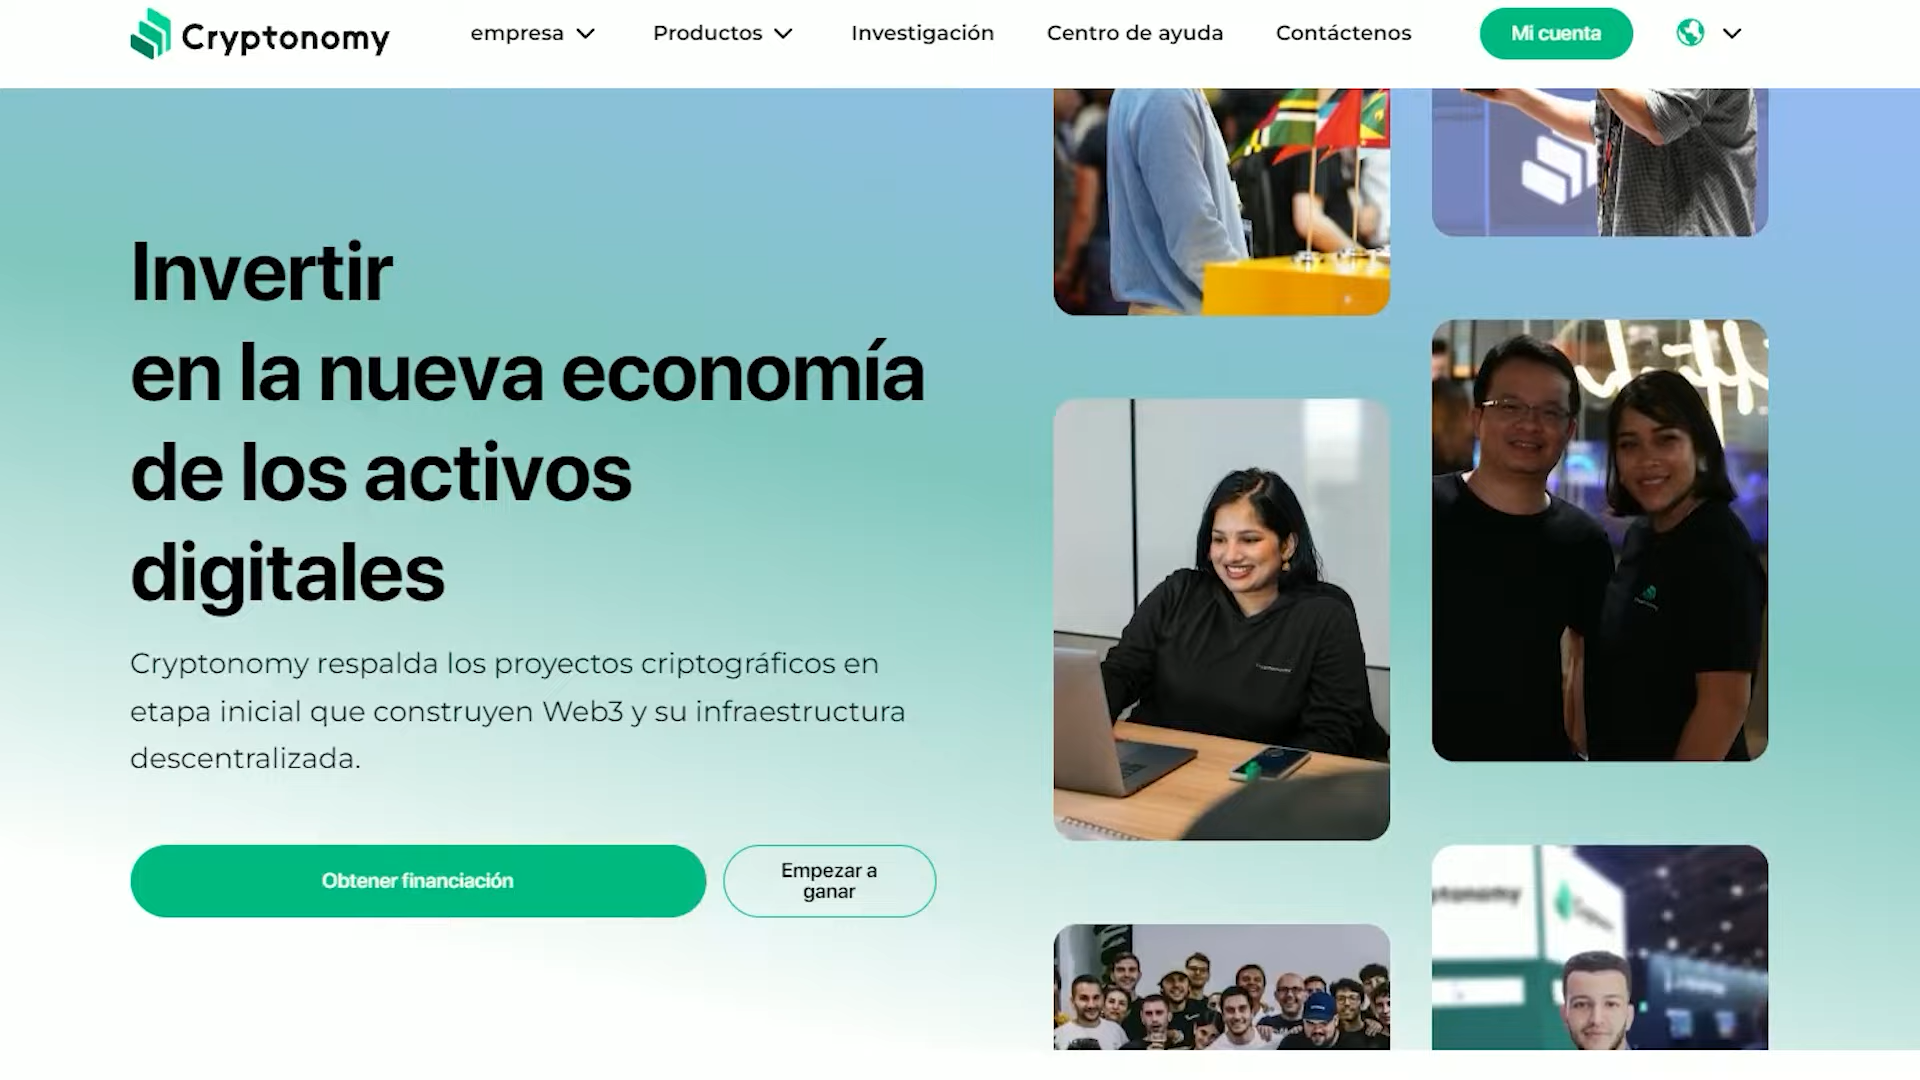 Cryptonomy
empresa
Productos
Investigación
Centro de ayuda
Contáctenos
Mi cuenta
Invertir
en la nueva economía
de los activos
digitales
Cryptonomy respalda los proyectos criptográficos en
etapa inicial que construyen Web3 y su infraestructura
descentralizada.
Obtener financiación
Empezar a
ganar